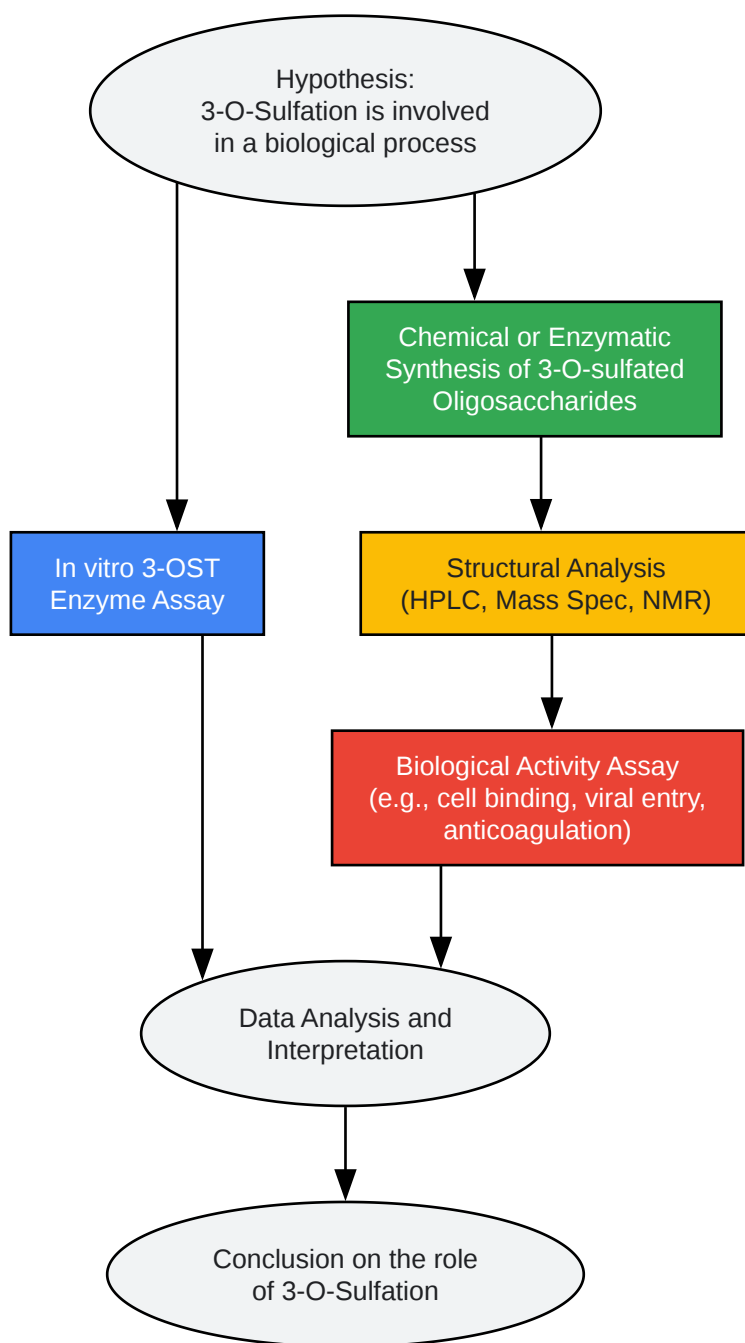 Hypothesis:
3-O-Sulfation is involved
in a biological process
Chemical or Enzymatic
Synthesis of 3-O-sulfated
Oligosaccharides
In vitro 3-OST
Enzyme Assay
Structural Analysis
(HPLC, Mass Spec, NMR)
Biological Activity Assay
(e.g., cell binding, viral entry,
anticoagulation)
Data Analysis and
Interpretation
Conclusion on the role
of 3-O-Sulfation